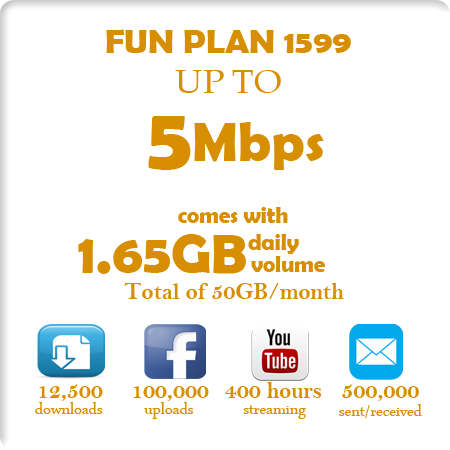 FUN PLAN 1599
UP TO
5Mbps
comes with
1.65GB daily volume
Total of 50GB/month
f
You Tube
12,500 100,000 400 hours 500,000
downloads uploads streaming sent/received